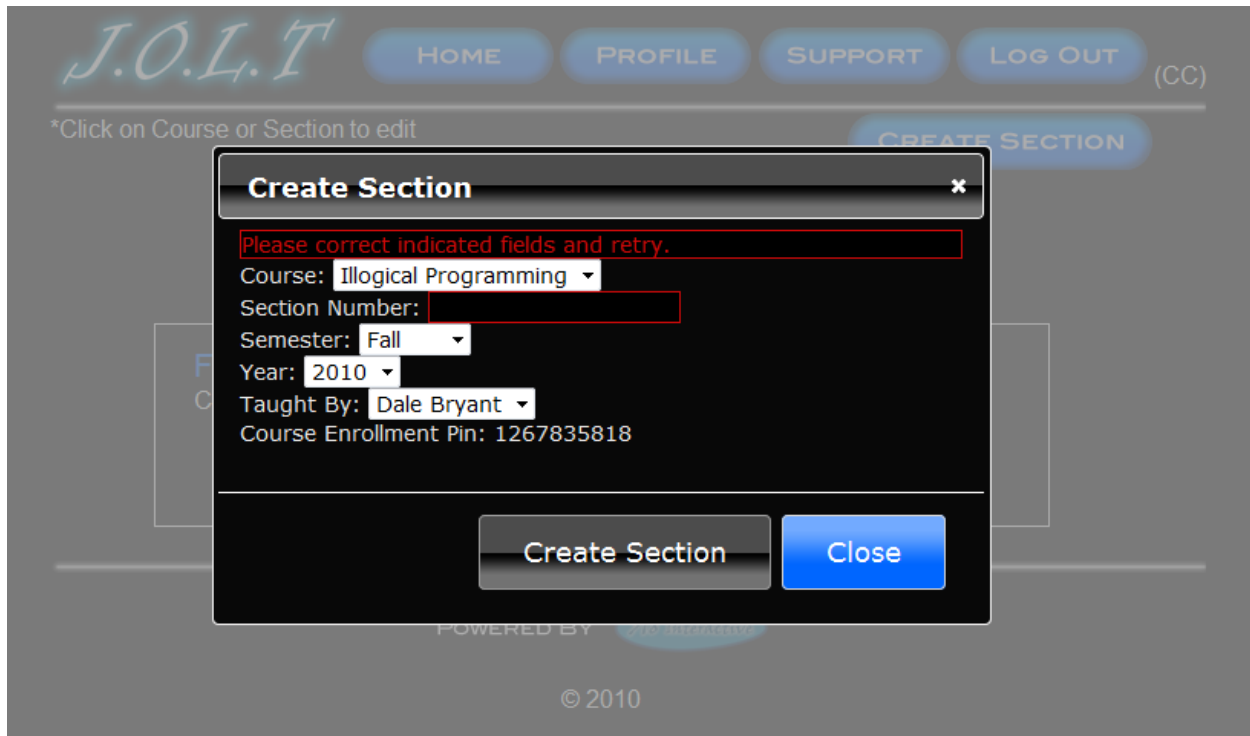 J.O.L.T HOME PROFILE SUPPORT LOG OUT (CC)
*Click on Course or Section to edit
CREATE SECTION
Create Section
Please correct indicated fields and retry.
Course: Illogical Programming
Section Number:
Semester: Fall
Year: 2010
Taught By: Dale Bryant
Course Enrollment Pin: 1267835818
Create Section Close
POWERED BY
© 2010